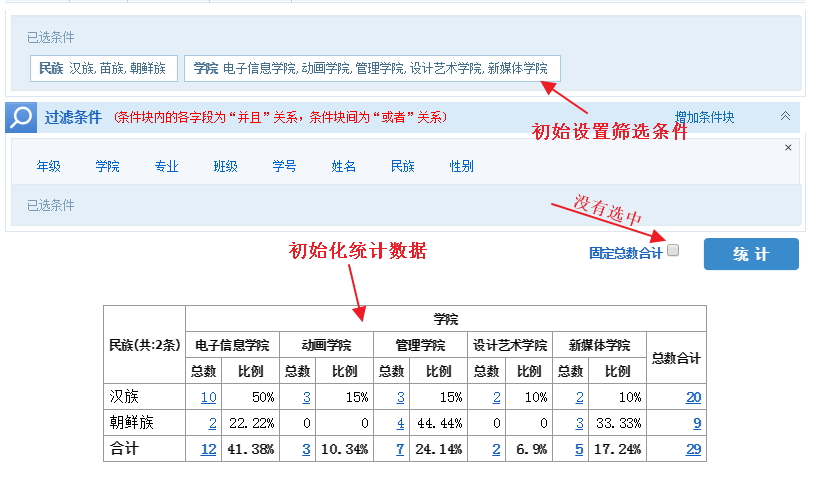 已选条件
民族 汉族, 苗族, 朝鲜族 学院 电子信息学院, 动画学院, 管理学院, 设计艺术学院, 新媒体学院
过滤条件 (条件块内的各字段为“并且”关系, 条件块间为“或者”关系) 增加条件块
初始设置筛选条件
×
年级 学院 专业 班级 学号 姓名 民族 性别
已选条件
没有选中
初始化统计数据
固定总数合计 统 计
学院
民族(共:2条) 电子信息学院 动画学院 管理学院 设计艺术学院 新媒体学院 总数合计
总数 比例 总数 比例 总数 比例 总数 比例 总数 比例
汉族 10 50% 3 15% 3 15% 2 10% 2 10% 20
朝鲜族 2 22.22% 0 0 4 44.44% 0 0 3 33.33% 9
合计 12 41.38% 3 10.34% 7 24.14% 2 6.9% 5 17.24% 29